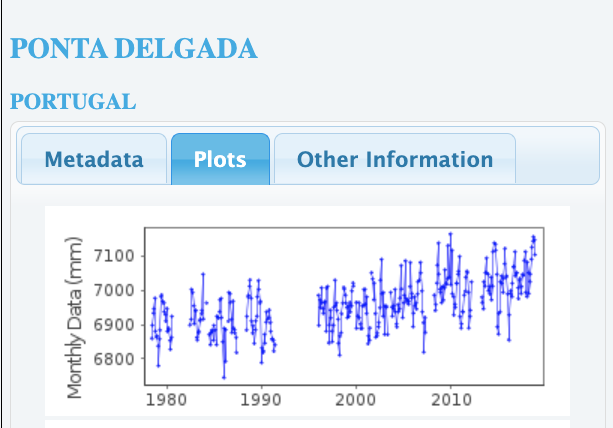 PONTA DELGADA
PORTUGAL
Metadata Plots Other Information
Monthly Data (mm)
7100
7000
6900
6800
1980 1990 2000 2010